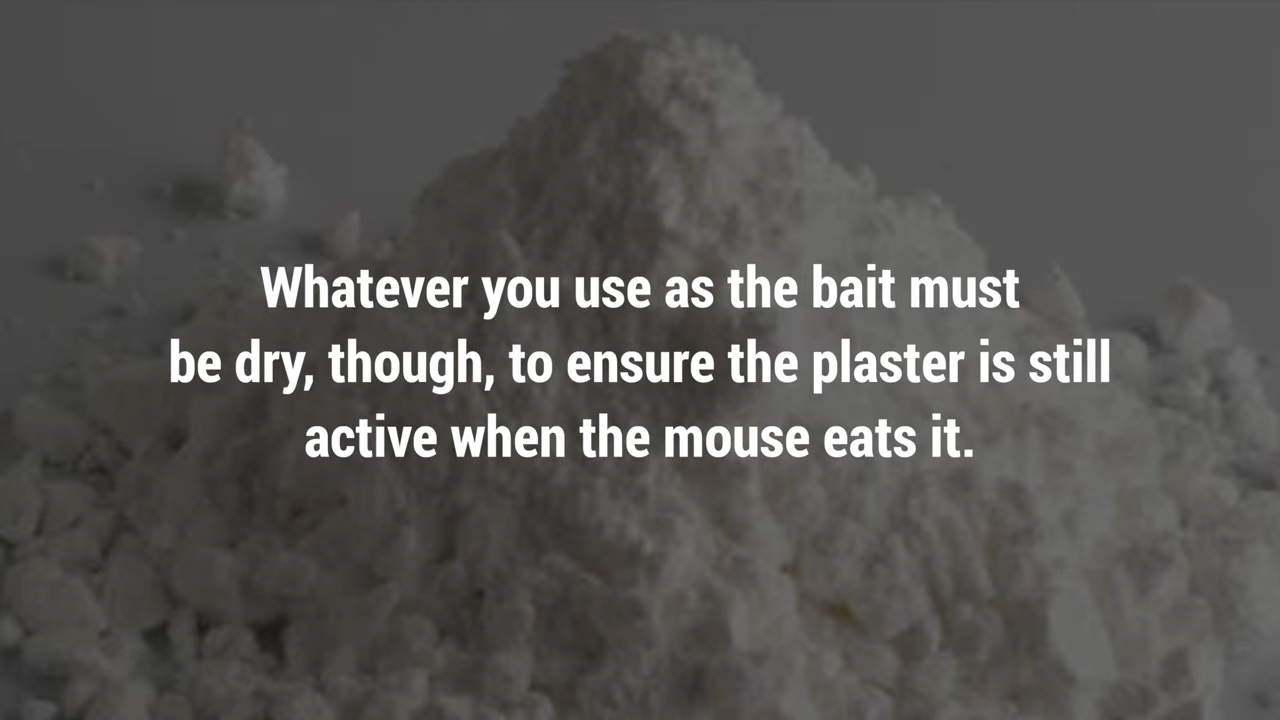 Whatever you use as the bait must
be dry, though, to ensure the plaster is still
active when the mouse eats it.